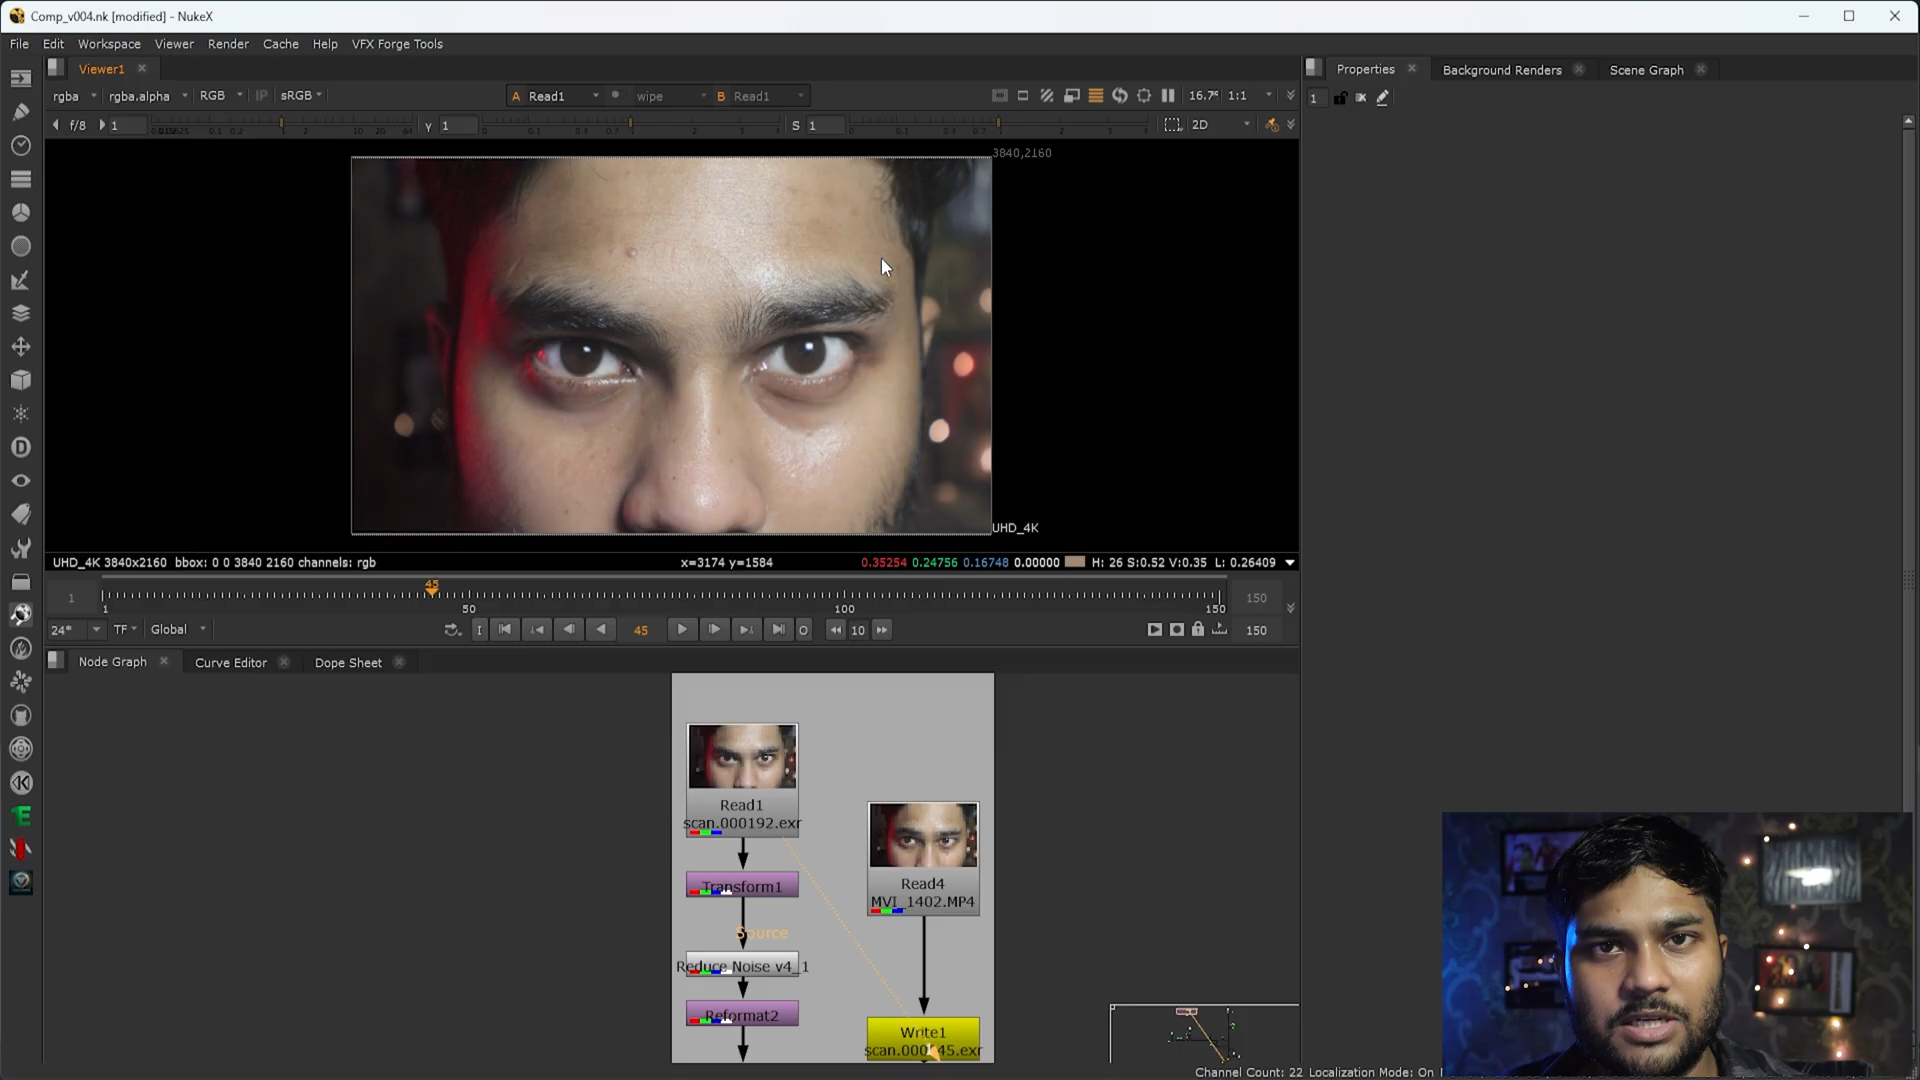 Comp_v004.nk [modified] - NukeX
File Edit Workspace Viewer Render Cache Help VFX Forge Tools
Viewer1
Properties Background Renders Scene Graph
rgba rgba.alpha RGB IP sRGB A Read1 wipe B Read1 16.7% 1:1
1
f/8 1 Y 1 S 1 2D
3840,2160
UHD_4K
UHD_4K 3840x2160 bbox: 0 0 3840 2160 channels: rgb x=3174 y=1584 0.35254 0.24756 0.16748 0.00000 H: 26 S:0.52 V:0.35 L: 0.26409
45
1 150
1 50 100 150
24* TF Global I 45 O 10 150
Node Graph Curve Editor Dope Sheet
Read1
scan.000192.exr
Read4
MVI_1402.MP4
Transform1
Source
Reduce Noise v4_1
Reformat2
Write1
Channel Count: 22 Localization Mode: On